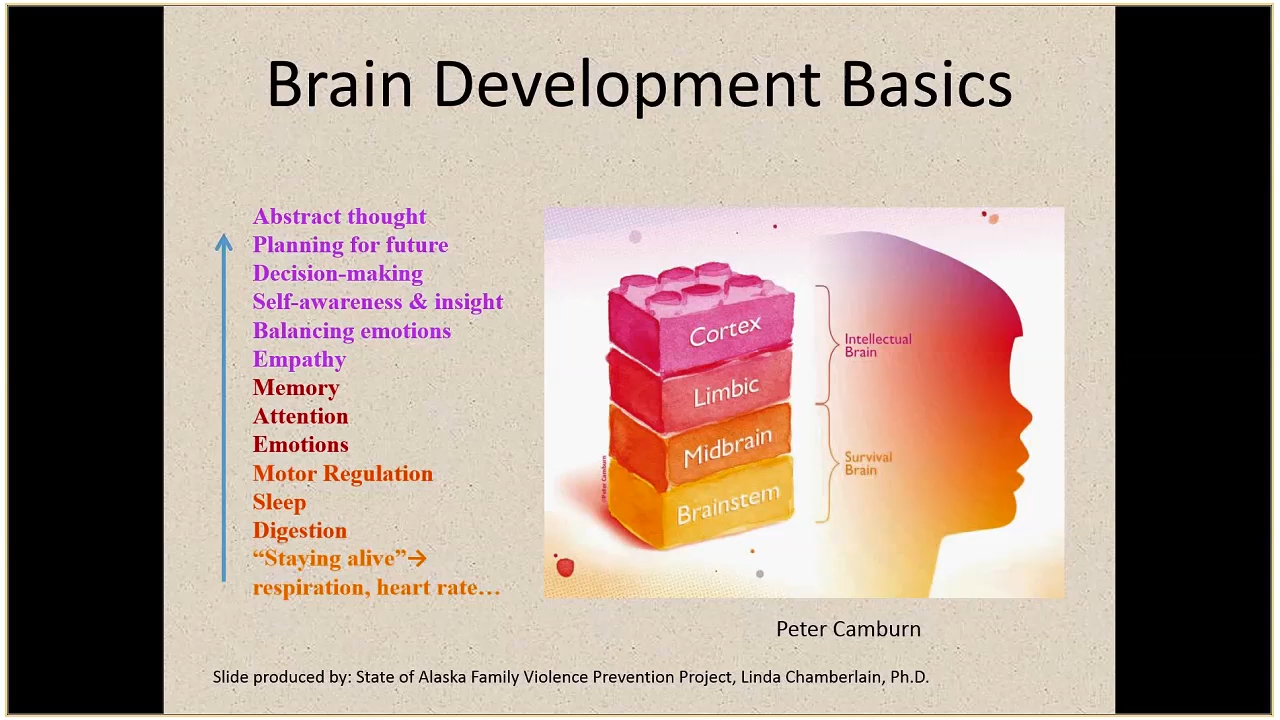 Brain Development Basics
Abstract thought
Planning for future
Decision-making
Self-awareness & insight
Balancing emotions
Empathy
Memory
Attention
Emotions
Motor Regulation
Sleep
Digestion
“Staying alive”→
respiration, heart rate…
Cortex
Limbic
Midbrain
Brainstem
Intellectual
Brain
Survival
Brain
©Peter Camburn
Peter Camburn
Slide produced by: State of Alaska Family Violence Prevention Project, Linda Chamberlain, Ph.D.